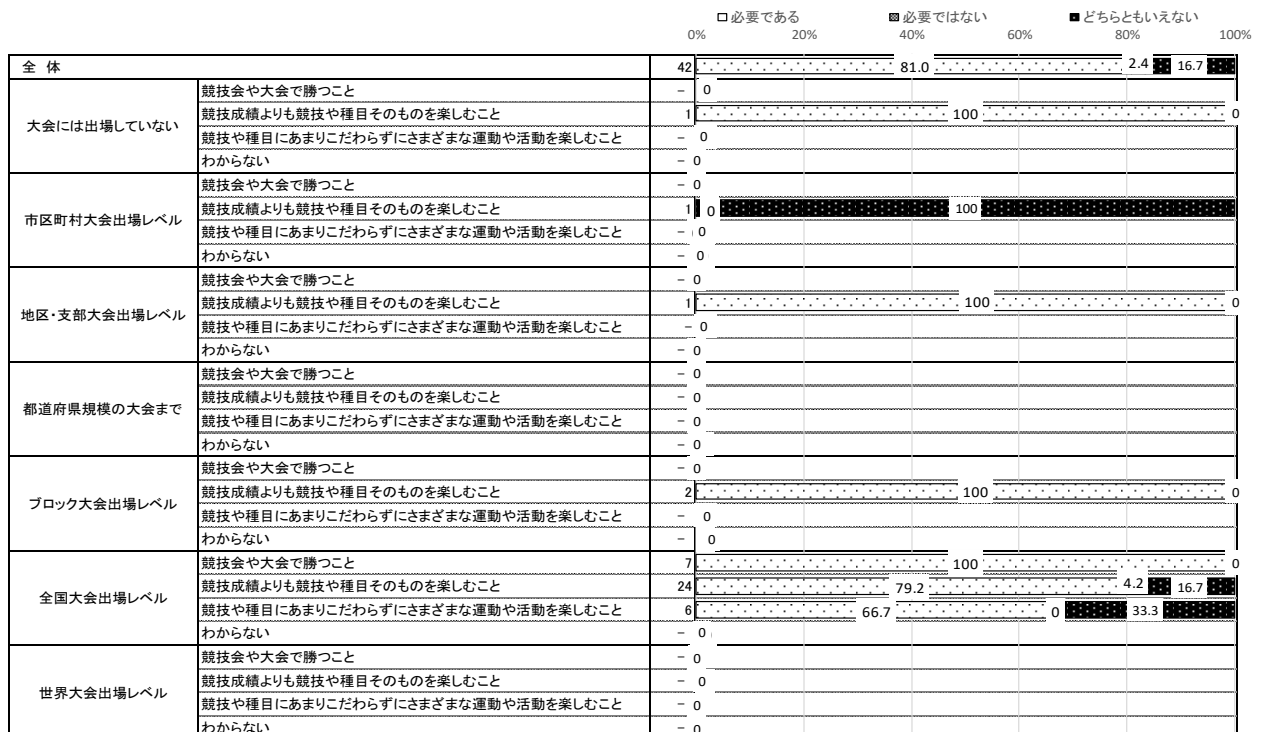 □必要である ▩必要ではない ■どちらともいえない
0% 20% 40% 60% 80% 100%
全 体 42 81.0 2.4 16.7
競技会や大会で勝つこと － 0
競技成績よりも競技や種目そのものを楽しむこと 1 100 0
大会には出場していない
競技や種目にあまりこだわらずにさまざまな運動や活動を楽しむこと － 0
わからない － 0
競技会や大会で勝つこと － 0
競技成績よりも競技や種目そのものを楽しむこと 1 0 100
市区町村大会出場レベル
競技や種目にあまりこだわらずにさまざまな運動や活動を楽しむこと － 0
わからない － 0
競技会や大会で勝つこと － 0
競技成績よりも競技や種目そのものを楽しむこと 1 100 0
地区・支部大会出場レベル
競技や種目にあまりこだわらずにさまざまな運動や活動を楽しむこと － 0
わからない － 0
競技会や大会で勝つこと － 0
競技成績よりも競技や種目そのものを楽しむこと － 0
都道府県規模の大会まで
競技や種目にあまりこだわらずにさまざまな運動や活動を楽しむこと － 0
わからない － 0
競技会や大会で勝つこと － 0
競技成績よりも競技や種目そのものを楽しむこと 2 100 0
ブロック大会出場レベル
競技や種目にあまりこだわらずにさまざまな運動や活動を楽しむこと － 0
わからない － 0
競技会や大会で勝つこと 7 100 0
競技成績よりも競技や種目そのものを楽しむこと 24 79.2 4.2 16.7
全国大会出場レベル
競技や種目にあまりこだわらずにさまざまな運動や活動を楽しむこと 6 66.7 0 33.3
わからない － 0
競技会や大会で勝つこと － 0
競技成績よりも競技や種目そのものを楽しむこと － 0
世界大会出場レベル
競技や種目にあまりこだわらずにさまざまな運動や活動を楽しむこと － 0
わからない － 0